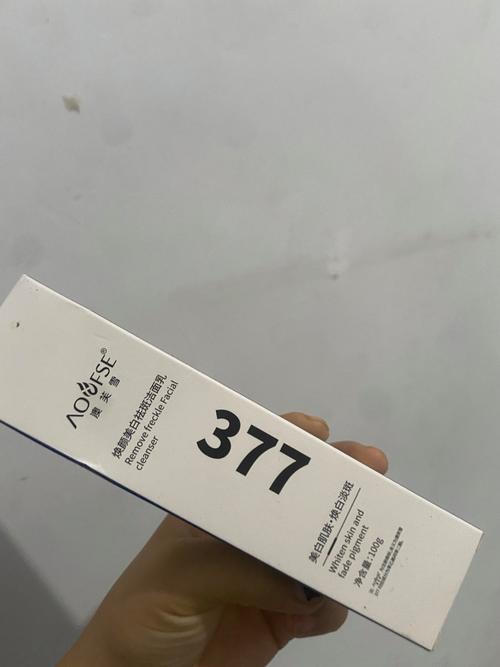 AOUFSE®
澳芙雪
焕颜美白祛斑洁面乳
Remove freckle Facial
cleanser
377
美白肌肤·焕白淡斑
Whiten skin and
fade pigment
净含量:100g